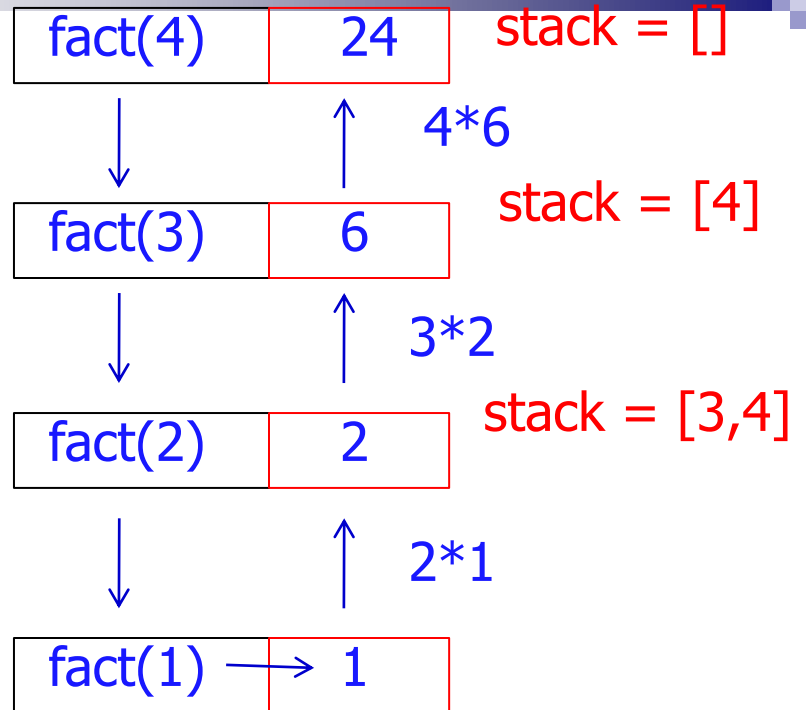 fact(4) 24 stack = []
4*6
fact(3) 6 stack = [4]
3*2
fact(2) 2 stack = [3,4]
2*1
fact(1) 1